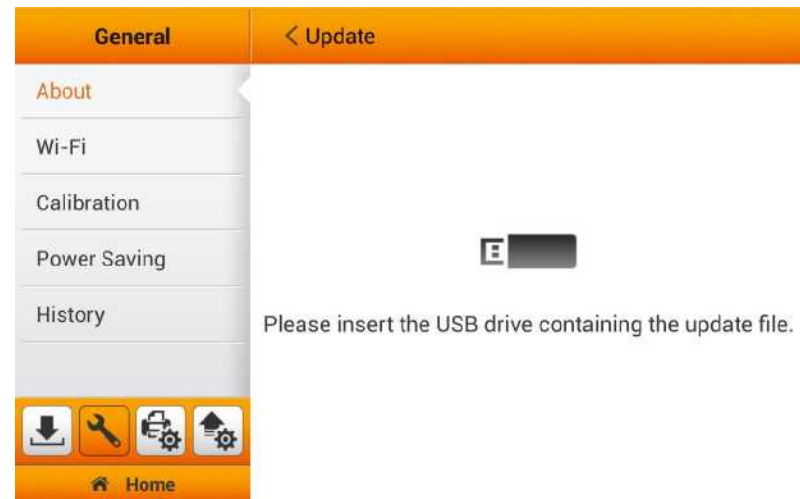 General
< Update
About
Wi-Fi
Calibration
Power Saving
History
Please insert the USB drive containing the update file.
Home